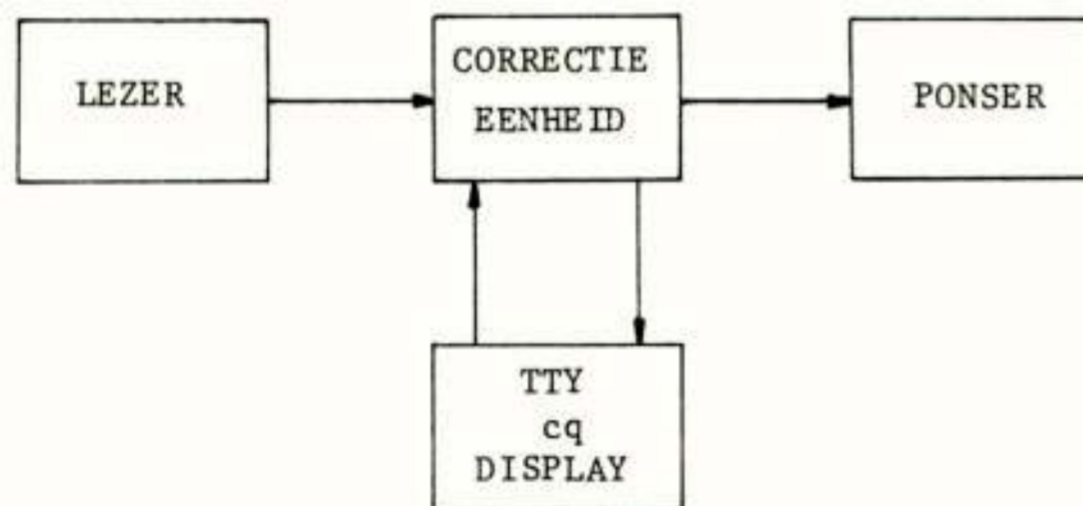 LEZER
CORRECTIE
EENHEID
PONSER
TTY
cq
DISPLAY